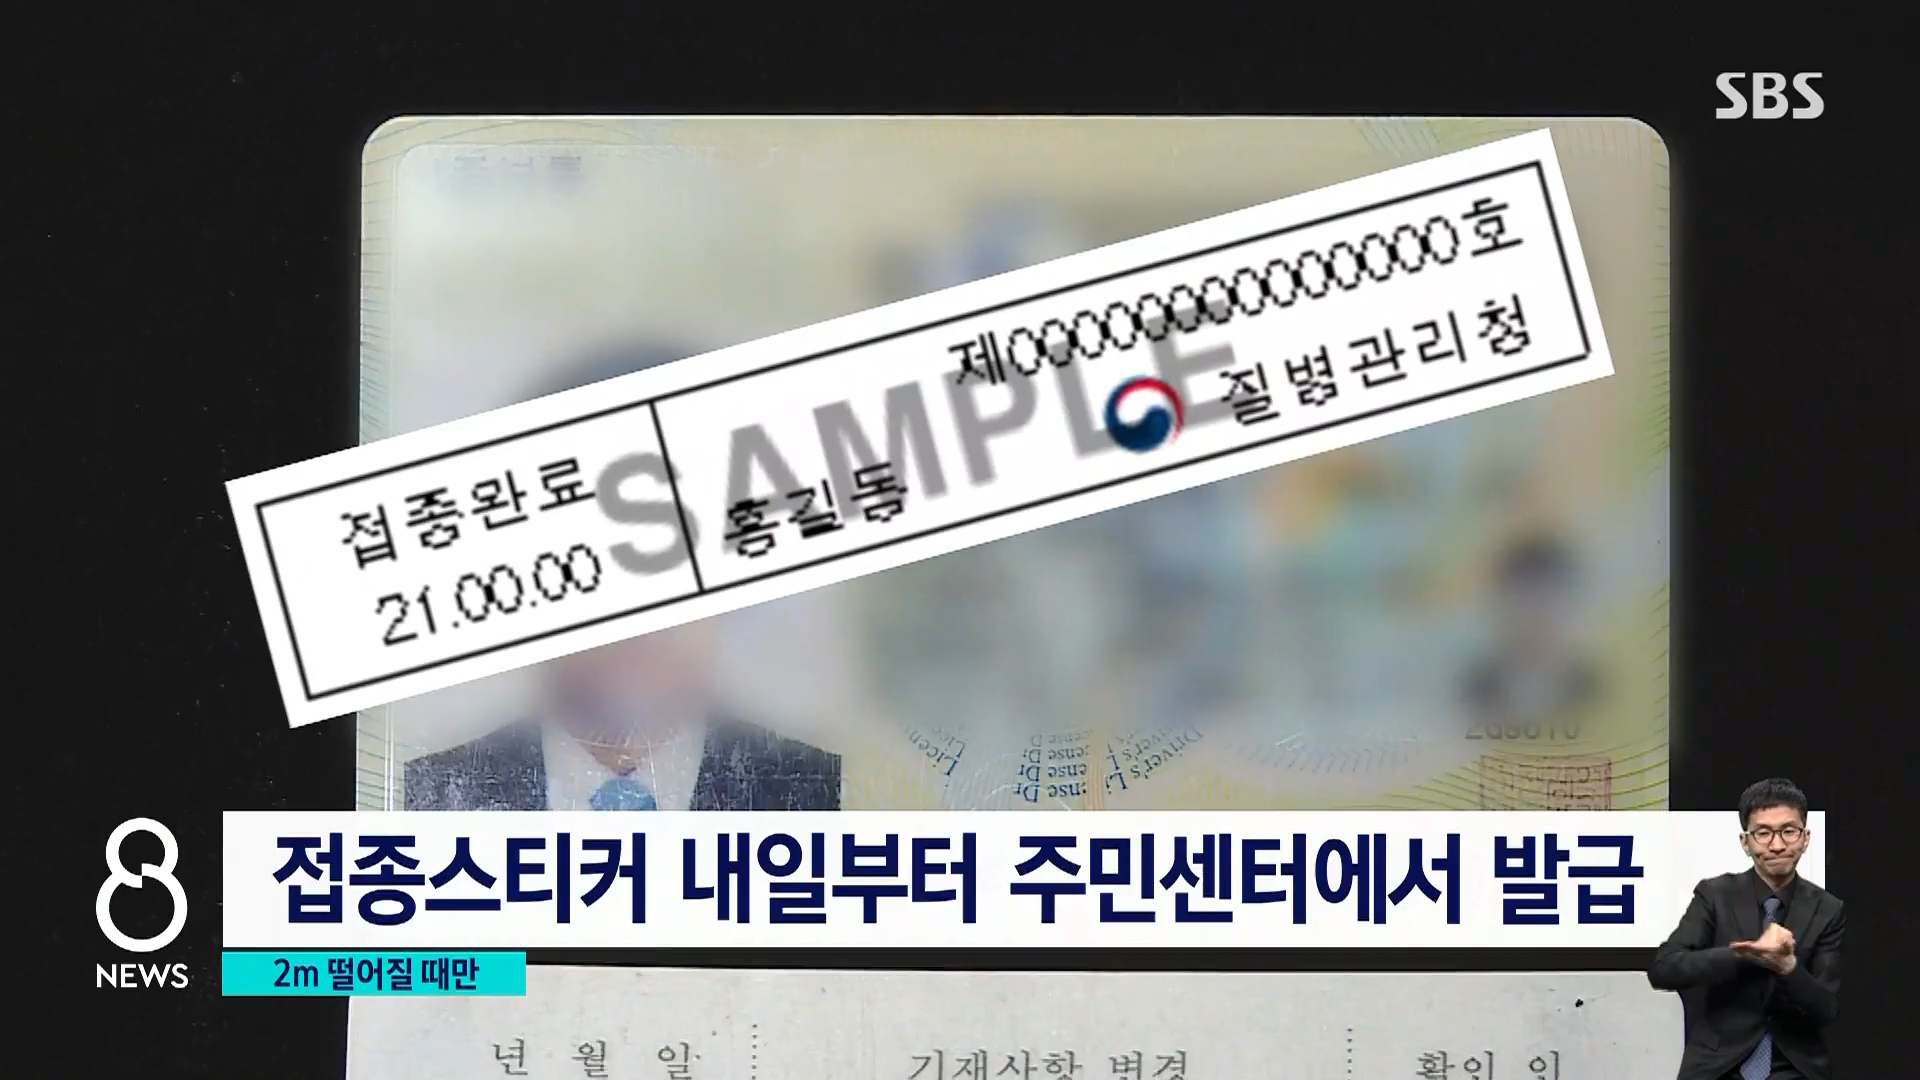 SBS
제0000000000000호
질병관리청
접종완료
21.00.00
홍길동
SAMPLE
접종스티커 내일부터 주민센터에서 발급
8
NEWS
2m 떨어질 때만
년 월 일
기재사항 변경
확인 인